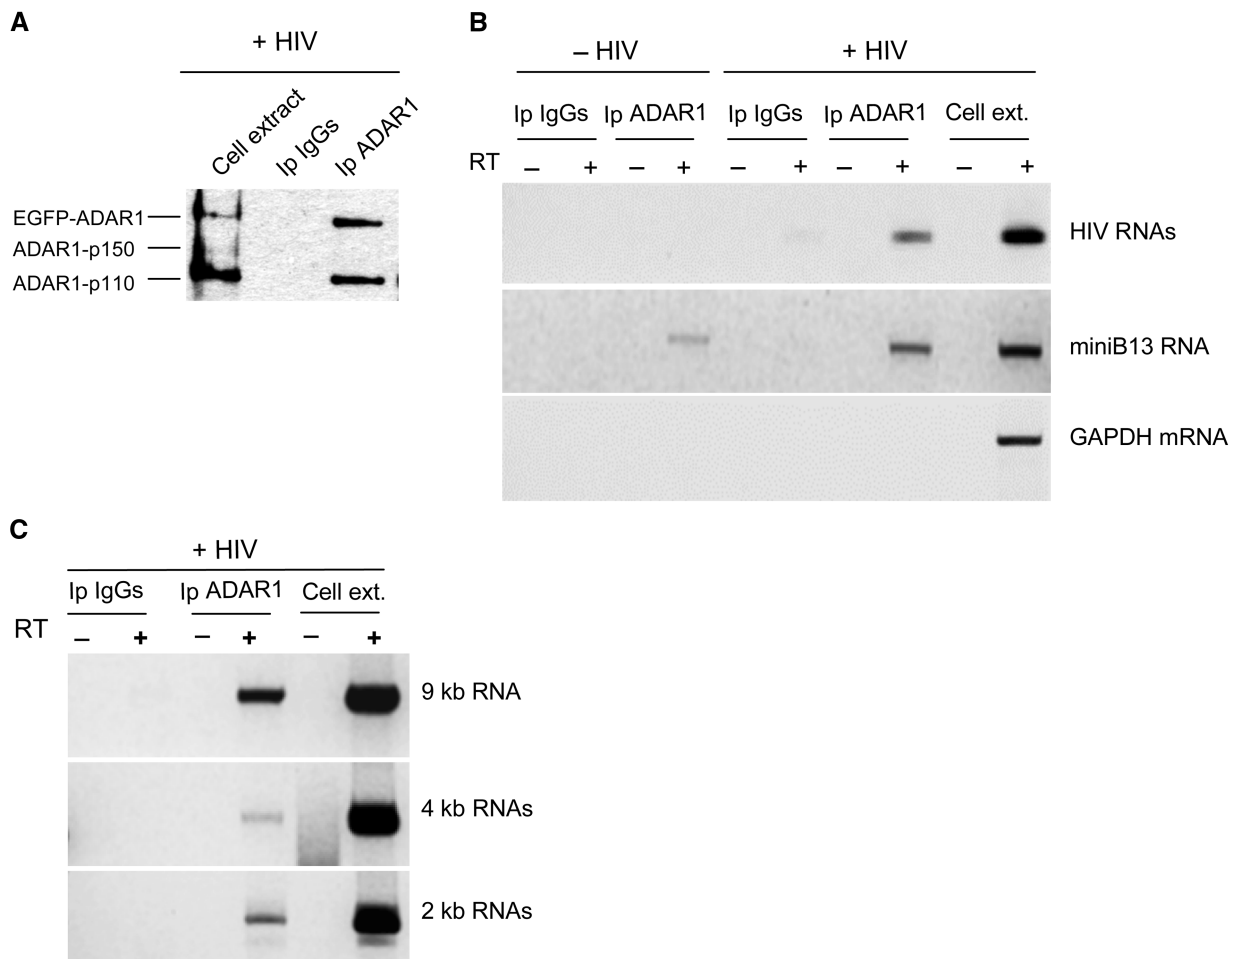 A
+ HIV
Cell extract
Ip IgGs
Ip ADAR1
EGFP-ADAR1
ADAR1-p150
ADAR1-p110
B
– HIV
+ HIV
Ip IgGs Ip ADAR1 Ip IgGs Ip ADAR1 Cell ext.
RT – + – + – + – + – +
HIV RNAs
miniB13 RNA
GAPDH mRNA
C
+ HIV
Ip IgGs Ip ADAR1 Cell ext.
RT – + – + – +
9 kb RNA
4 kb RNAs
2 kb RNAs